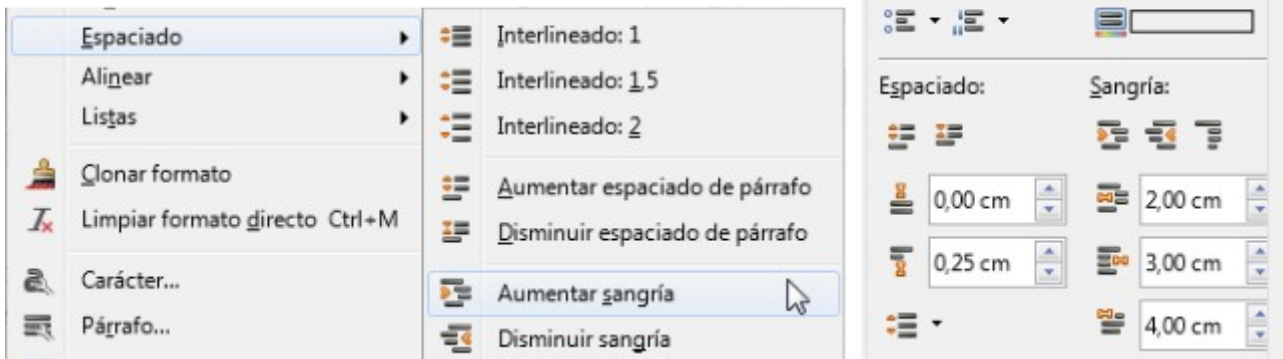 Espaciado
Alinear
Listas
Clonar formato
Limpiar formato directo Ctrl+M
Carácter...
Párrafo...
Interlineado: 1
Interlineado: 1,5
Interlineado: 2
Aumentar espaciado de párrafo
Disminuir espaciado de párrafo
Aumentar sangría
Disminuir sangría
Espaciado: Sangría:
0,00 cm 2,00 cm
0,25 cm 3,00 cm
4,00 cm